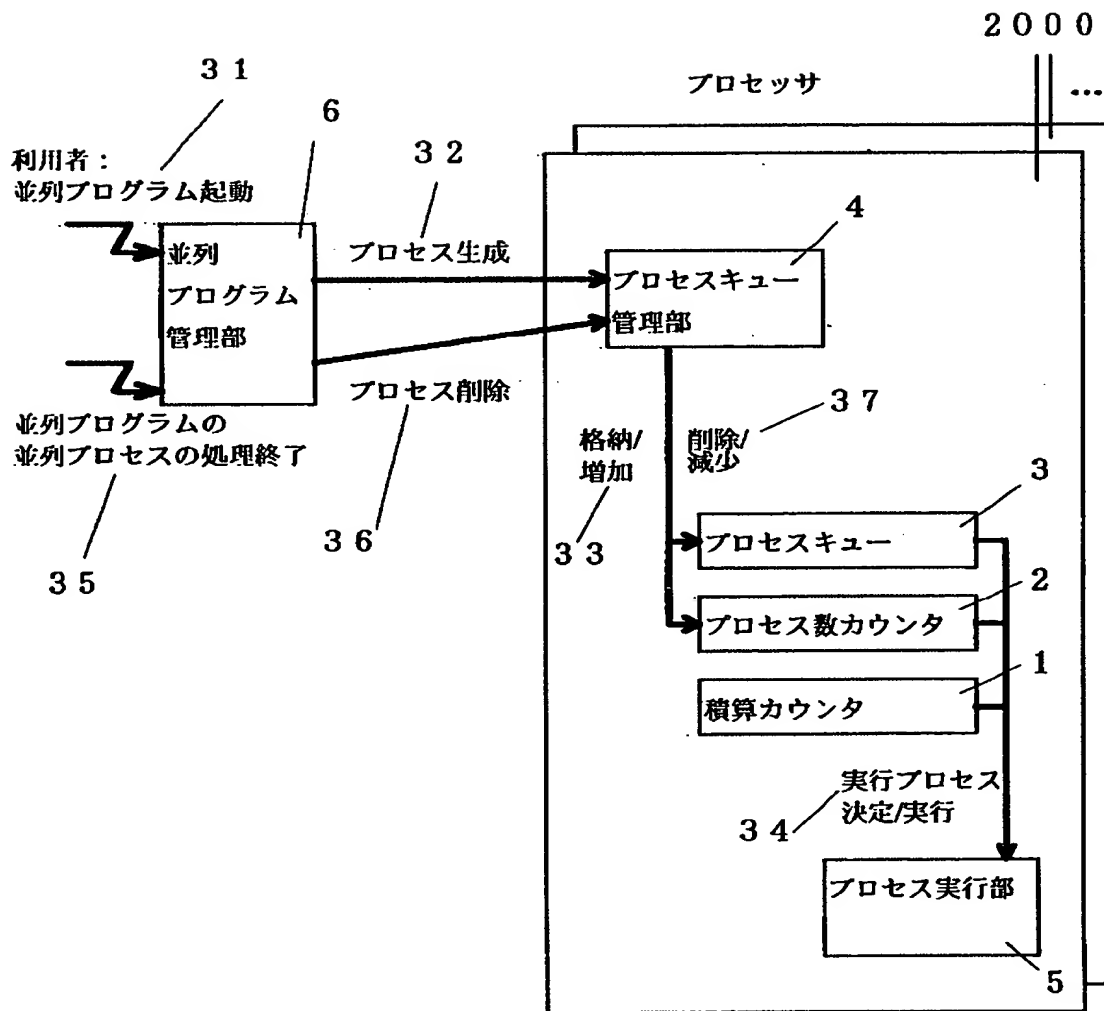 ２０００
３１
プロセッサ
…
６
利用者：
並列プログラム起動
３２
４
プロセス生成
並列
プログラム
管理部
プロセスキュー
管理部
プロセス削除
並列プログラムの
並列プロセスの処理終了
３７
格納/
増加
削除/
減少
３
３６
３３
プロセスキュー
３５
２
プロセス数カウンタ
１
積算カウンタ
実行プロセス
決定/実行
３４
プロセス実行部
５